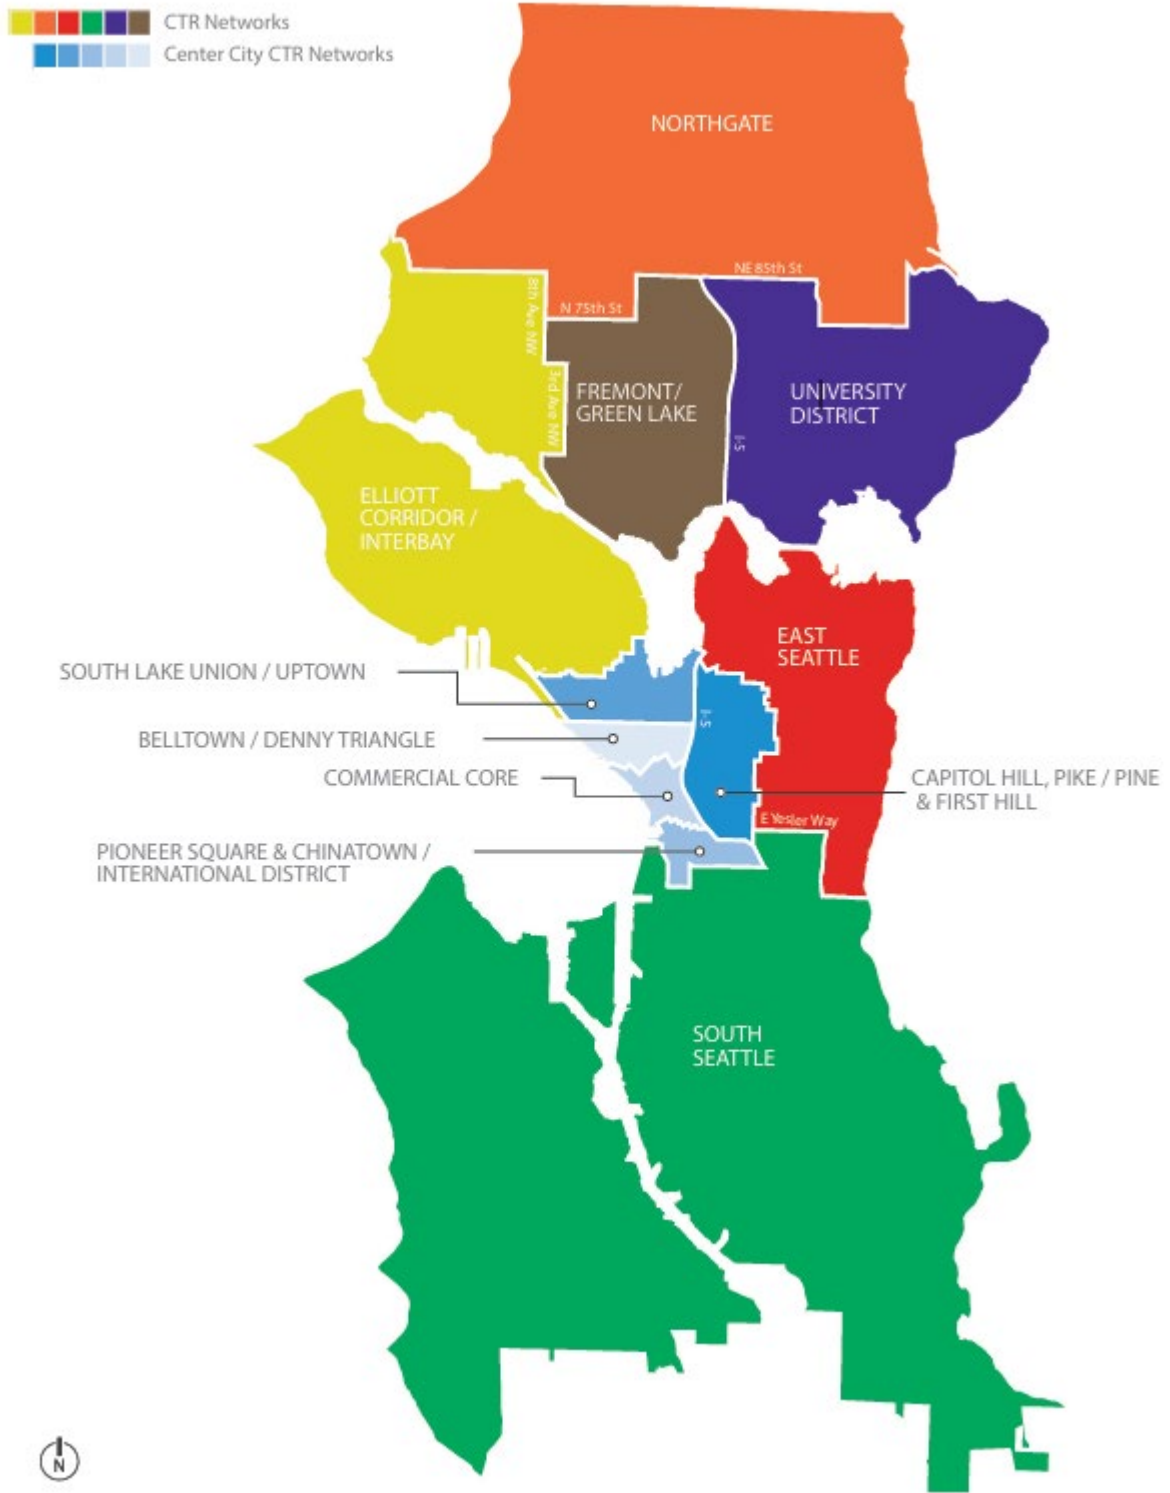 CTR Networks
Center City CTR Networks
NORTHGATE
NE 85th St
8th Ave NW
N 75th St
3rd Ave NW
FREMONT/
GREEN LAKE
UNIVERSITY
DISTRICT
I-5
ELLIOTT
CORRIDOR /
INTERBAY
EAST
SEATTLE
SOUTH LAKE UNION / UPTOWN
I-5
BELLTOWN / DENNY TRIANGLE
COMMERCIAL CORE
CAPITOL HILL, PIKE / PINE
& FIRST HILL
E Yesler Way
PIONEER SQUARE & CHINATOWN /
INTERNATIONAL DISTRICT
SOUTH
SEATTLE
N